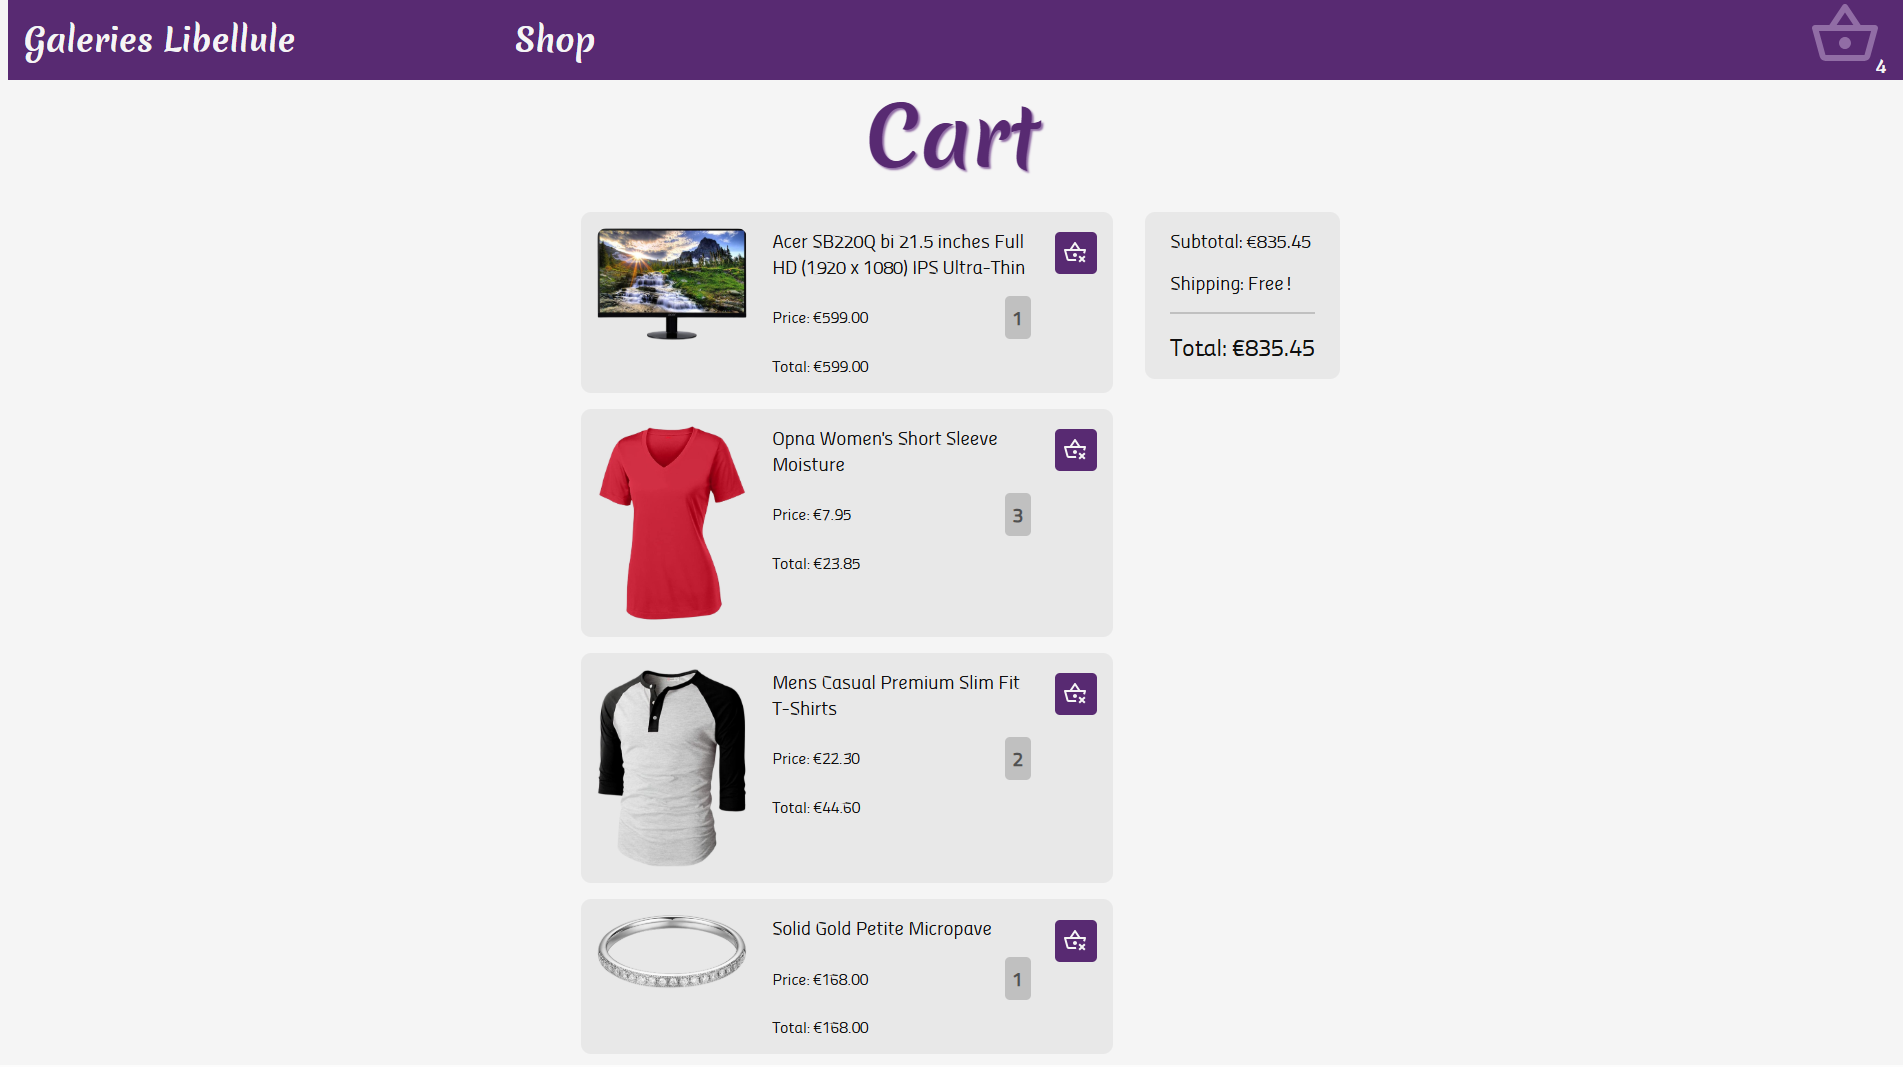 Galeries Libellule
Shop
4
Cart
Acer SB220Q bi 21.5 inches Full
HD (1920 x 1080) IPS Ultra-Thin
Price: €599.00
1
Total: €599.00
Opna Women's Short Sleeve
Moisture
Price: €7.95
3
Total: €23.85
Mens Casual Premium Slim Fit
T-Shirts
Price: €22.30
2
Total: €44.60
Solid Gold Petite Micropave
Price: €168.00
1
Total: €168.00
Subtotal: €835.45
Shipping: Free!
Total: €835.45